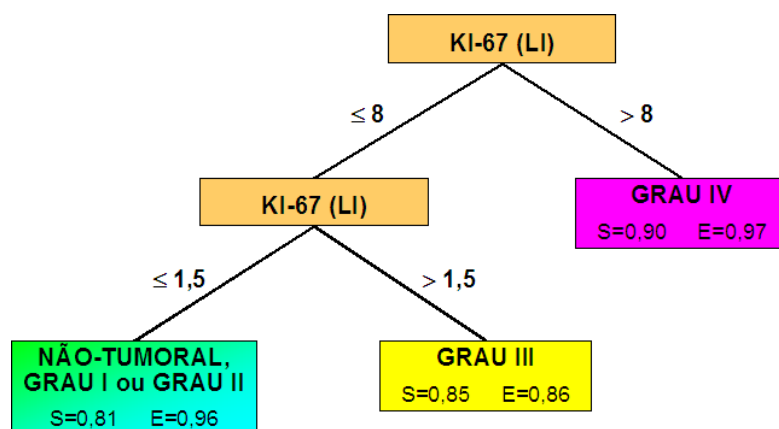 KI-67 (LI)
≤ 8
> 8
KI-67 (LI)
GRAU IV
S=0,90 E=0,97
≤ 1,5
> 1,5
NÃO-TUMORAL,
GRAU I ou GRAU II
S=0,81 E=0,96
GRAU III
S=0,85 E=0,86